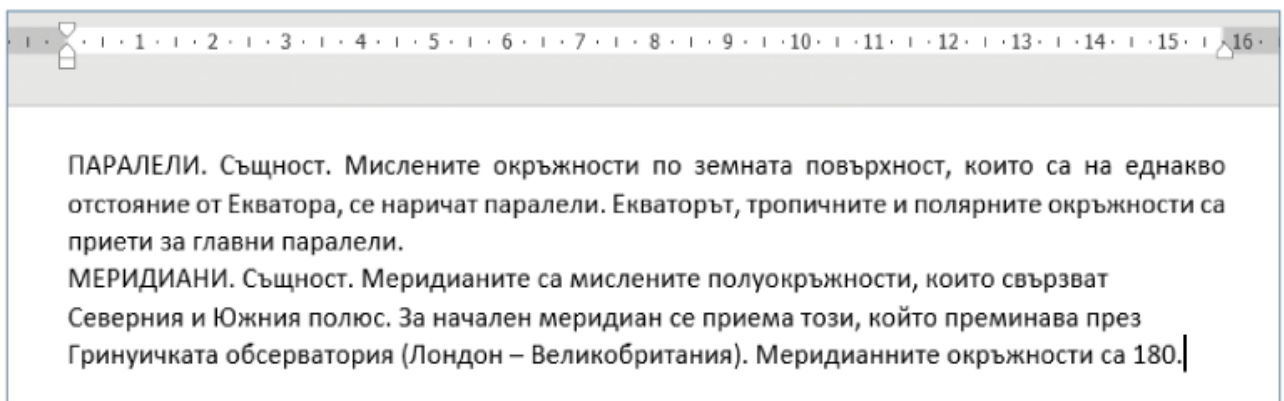 1 2 3 4 5 6 7 8 9 10 11 12 13 14 15 16
ПАРАЛЕЛИ. Същност. Мислените окръжности по земната повърхност, които са на еднакво
отстояние от Екватора, се наричат паралели. Екваторът, тропичните и полярните окръжности са
приети за главни паралели.
МЕРИДИАНИ. Същност. Меридианите са мислените полуокръжности, които свързват
Северния и Южния полюс. За начален меридиан се приема този, който преминава през
Гринуичката обсерватория (Лондон – Великобритания). Меридианните окръжности са 180.